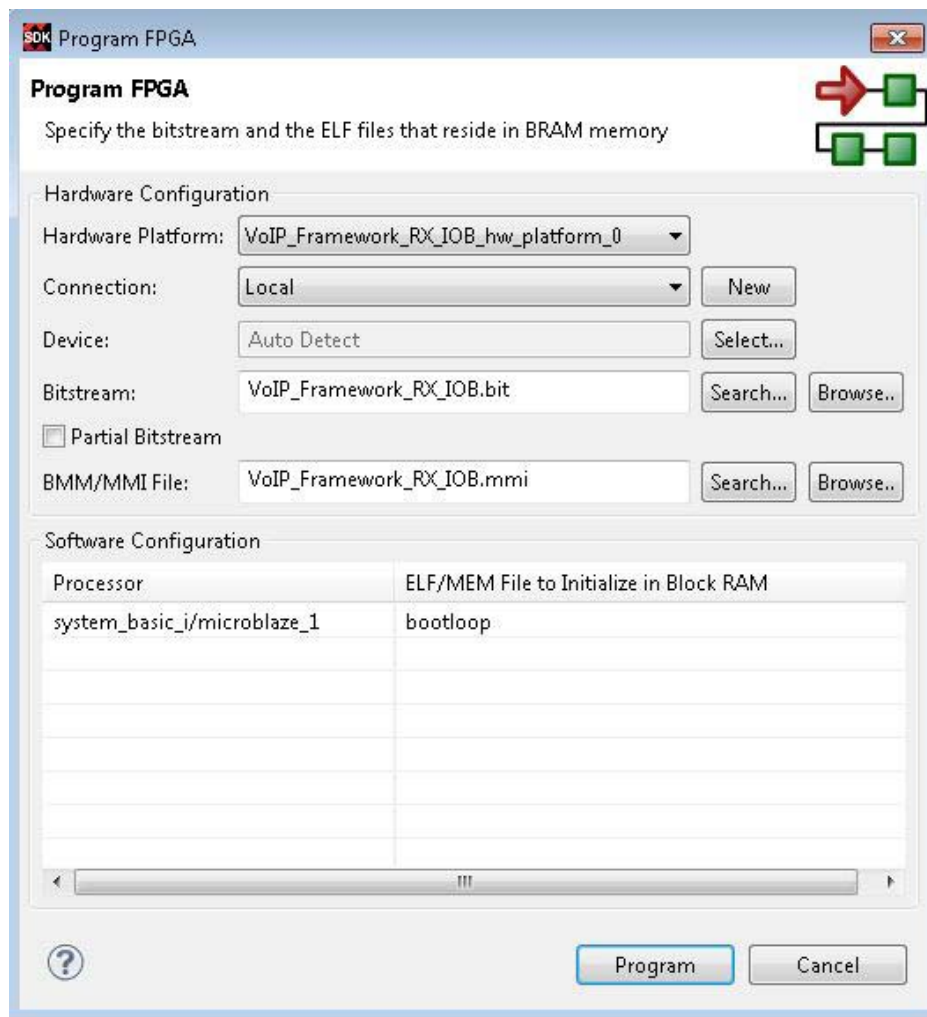 SDK Program FPGA
Program FPGA
Specify the bitstream and the ELF files that reside in BRAM memory
Hardware Configuration
Hardware Platform: VoIP_Framework_RX_IOB_hw_platform_0
Connection: Local New
Device: Auto Detect Select...
Bitstream: VoIP_Framework_RX_IOB.bit Search... Browse..
Partial Bitstream
BMM/MMI File: VoIP_Framework_RX_IOB.mmi Search... Browse..
Software Configuration
Processor ELF/MEM File to Initialize in Block RAM
system_basic_i/microblaze_1 bootloop
? Program Cancel